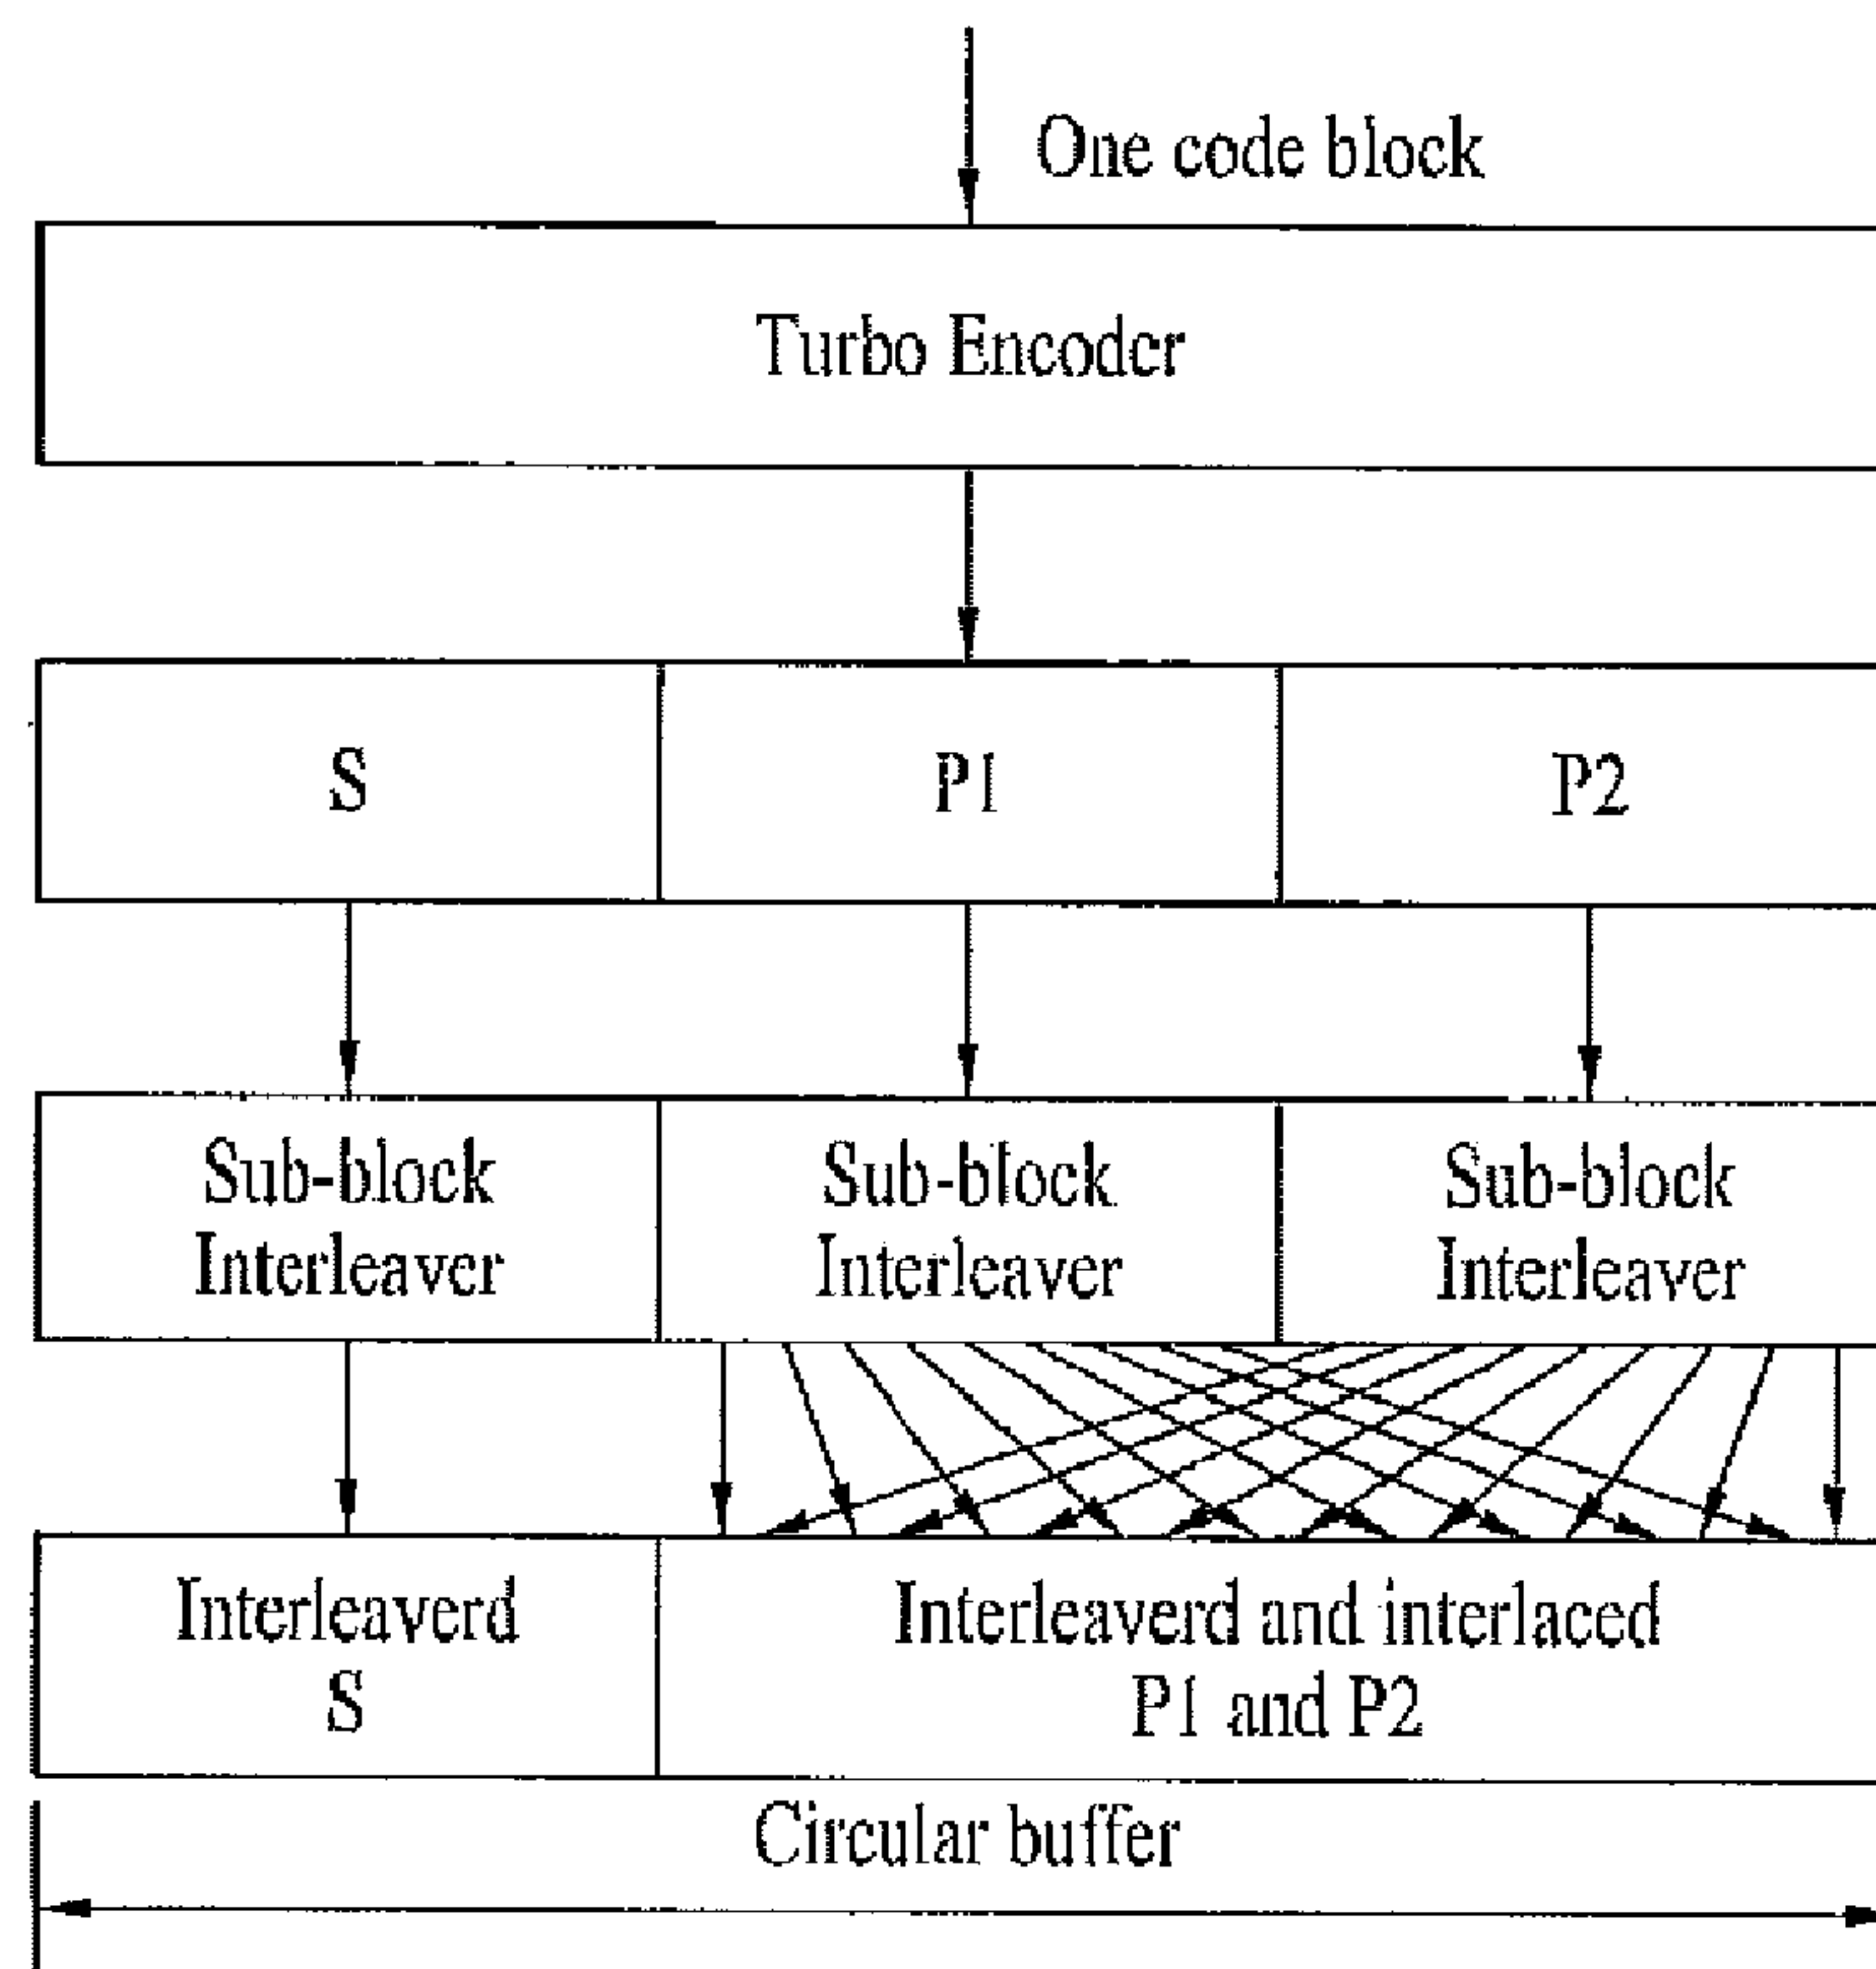 One code block
Turbo Encoder
S
P1
P2
Sub-block
Interleaver
Sub-block
Interleaver
Sub-block
Interleaver
Interleaverd
S
Interleaverd and interlaced
P1 and P2
Circular buffer